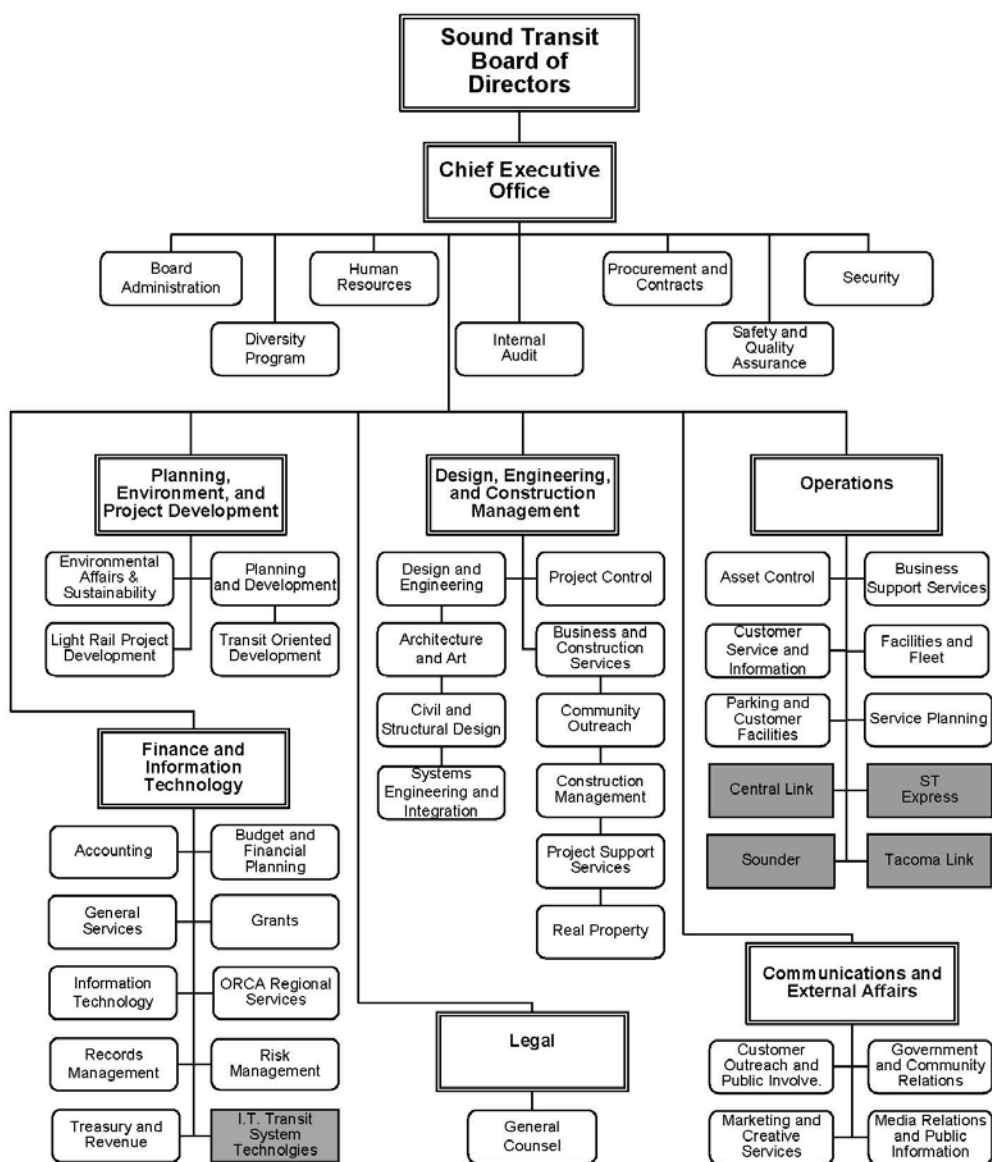 Sound Transit
Board of
Directors
Chief Executive
Office
Board
Administration
Human
Resources
Procurement and
Contracts
Security
Diversity
Program
Internal
Audit
Safety and
Quality
Assurance
Planning,
Environment, and
Project Development
Environmental
Affairs &
Sustainability
Planning
and Development
Light Rail Project
Development
Transit Oriented
Development
Design, Engineering,
and Construction
Management
Design and
Engineering
Project Control
Architecture
and Art
Business and
Construction
Services
Civil and
Structural Design
Community
Outreach
Systems
Engineering and
Integration
Construction
Management
Project Support
Services
Real Property
Operations
Asset Control
Business
Support Services
Customer
Service and
Information
Facilities and
Fleet
Parking and
Customer
Facilities
Service Planning
Central Link
ST
Express
Sounder
Tacoma Link
Finance and
Information
Technology
Accounting
Budget and
Financial
Planning
General
Services
Grants
Information
Technology
ORCA Regional
Services
Records
Management
Risk
Management
Treasury and
Revenue
I.T. Transit
System
Technolgies
Legal
General
Counsel
Communications and
External Affairs
Customer
Outreach and
Public Involve.
Government
and Community
Relations
Marketing and
Creative
Services
Media Relations
and Public
Information